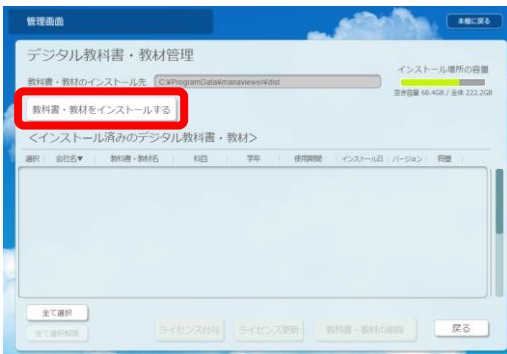 管理画面
本棚に戻る
デジタル教科書・教材管理
インストール場所の容量
教科書・教材のインストール先 C:¥ProgramData¥manaviewer¥dist
空き容量 68.4GB / 全体 222.2GB
教科書・教材をインストールする
<インストール済みのデジタル教科書・教材>
選択 会社名▼ 教科書・教材名 科目 学年 使用期間 インストール日 バージョン 容量
全て選択
全て選択解除 ライセンス付与 ライセンス更新 教科書・教材の削除 戻る